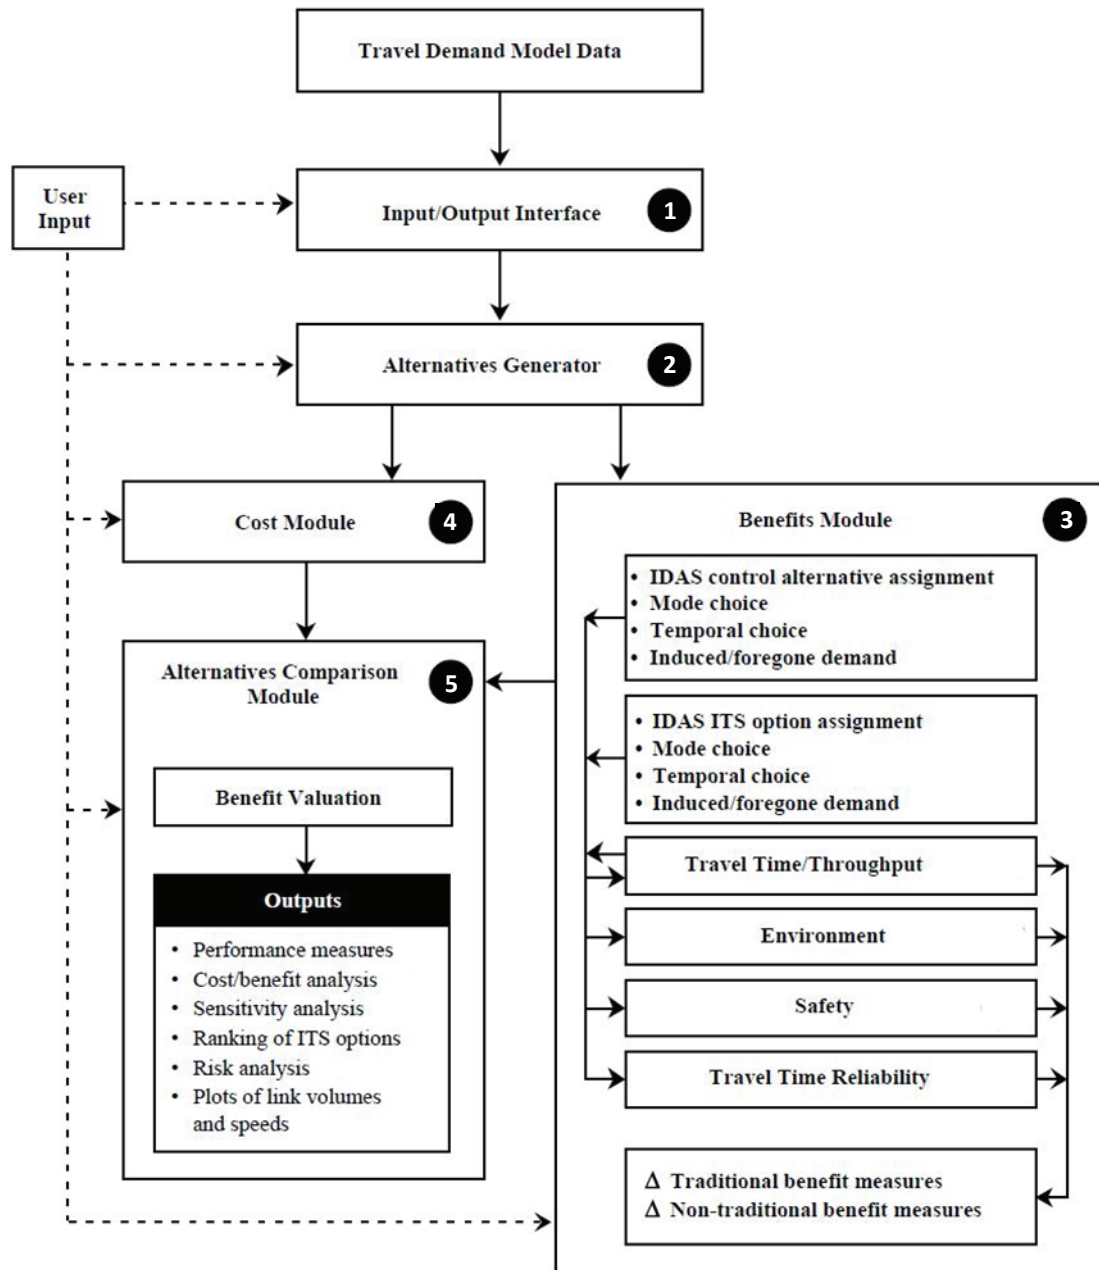 Travel Demand Model Data
User
Input
Input/Output Interface
1
Alternatives Generator
2
Cost Module
4
Benefits Module
3
• IDAS control alternative assignment
• Mode choice
• Temporal choice
• Induced/foregone demand
Alternatives Comparison
Module
5
• IDAS ITS option assignment
• Mode choice
• Temporal choice
• Induced/foregone demand
Benefit Valuation
Travel Time/Throughput
Outputs
• Performance measures
• Cost/benefit analysis
• Sensitivity analysis
• Ranking of ITS options
• Risk analysis
• Plots of link volumes
and speeds
Environment
Safety
Travel Time Reliability
Δ Traditional benefit measures
Δ Non-traditional benefit measures